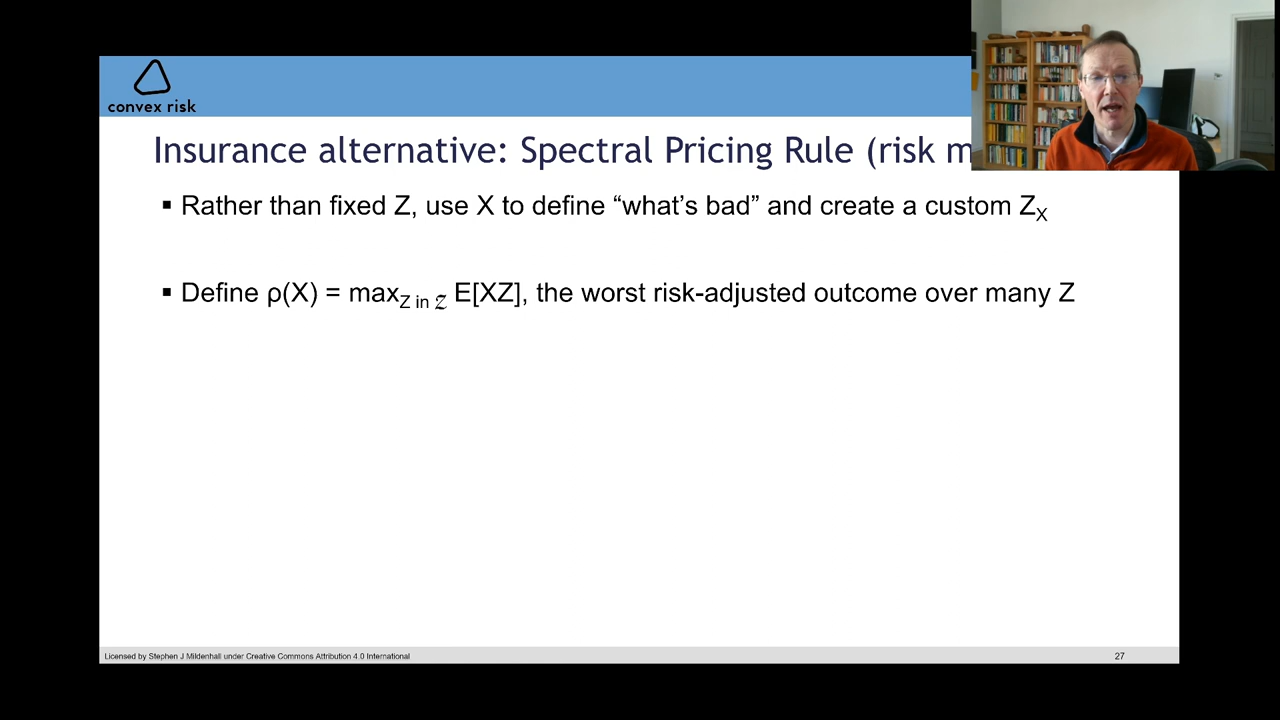 convex risk
Insurance alternative: Spectral Pricing Rule (risk
▪ Rather than fixed Z, use X to define “what’s bad” and create a custom Z_X
▪ Define ρ(X) = max_{Z in 𝒵} E[XZ], the worst risk-adjusted outcome over many Z
Licensed by Stephen J Mildenhall under Creative Commons Attribution 4.0 International
27